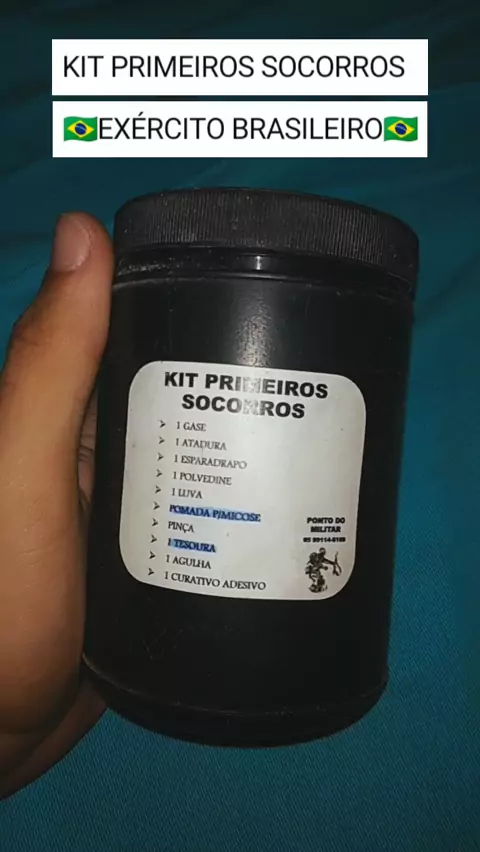 KIT PRIMEIROS SOCORROS
🇧🇷EXÉRCITO BRASILEIRO🇧🇷
KIT PRIMEIROS
SOCORROS
➢ 1 GASE
➢ 1 ATADURA
➢ 1 ESPARADRAPO
➢ 1 POLVEDINE
➢ 1 LUVA
➢ POMADA P/MICOSE
➢ PINÇA
➢ 1 TESOURA
➢ 1 AGULHA
➢ 1 CURATIVO ADESIVO
PONTO DO
MILITAR